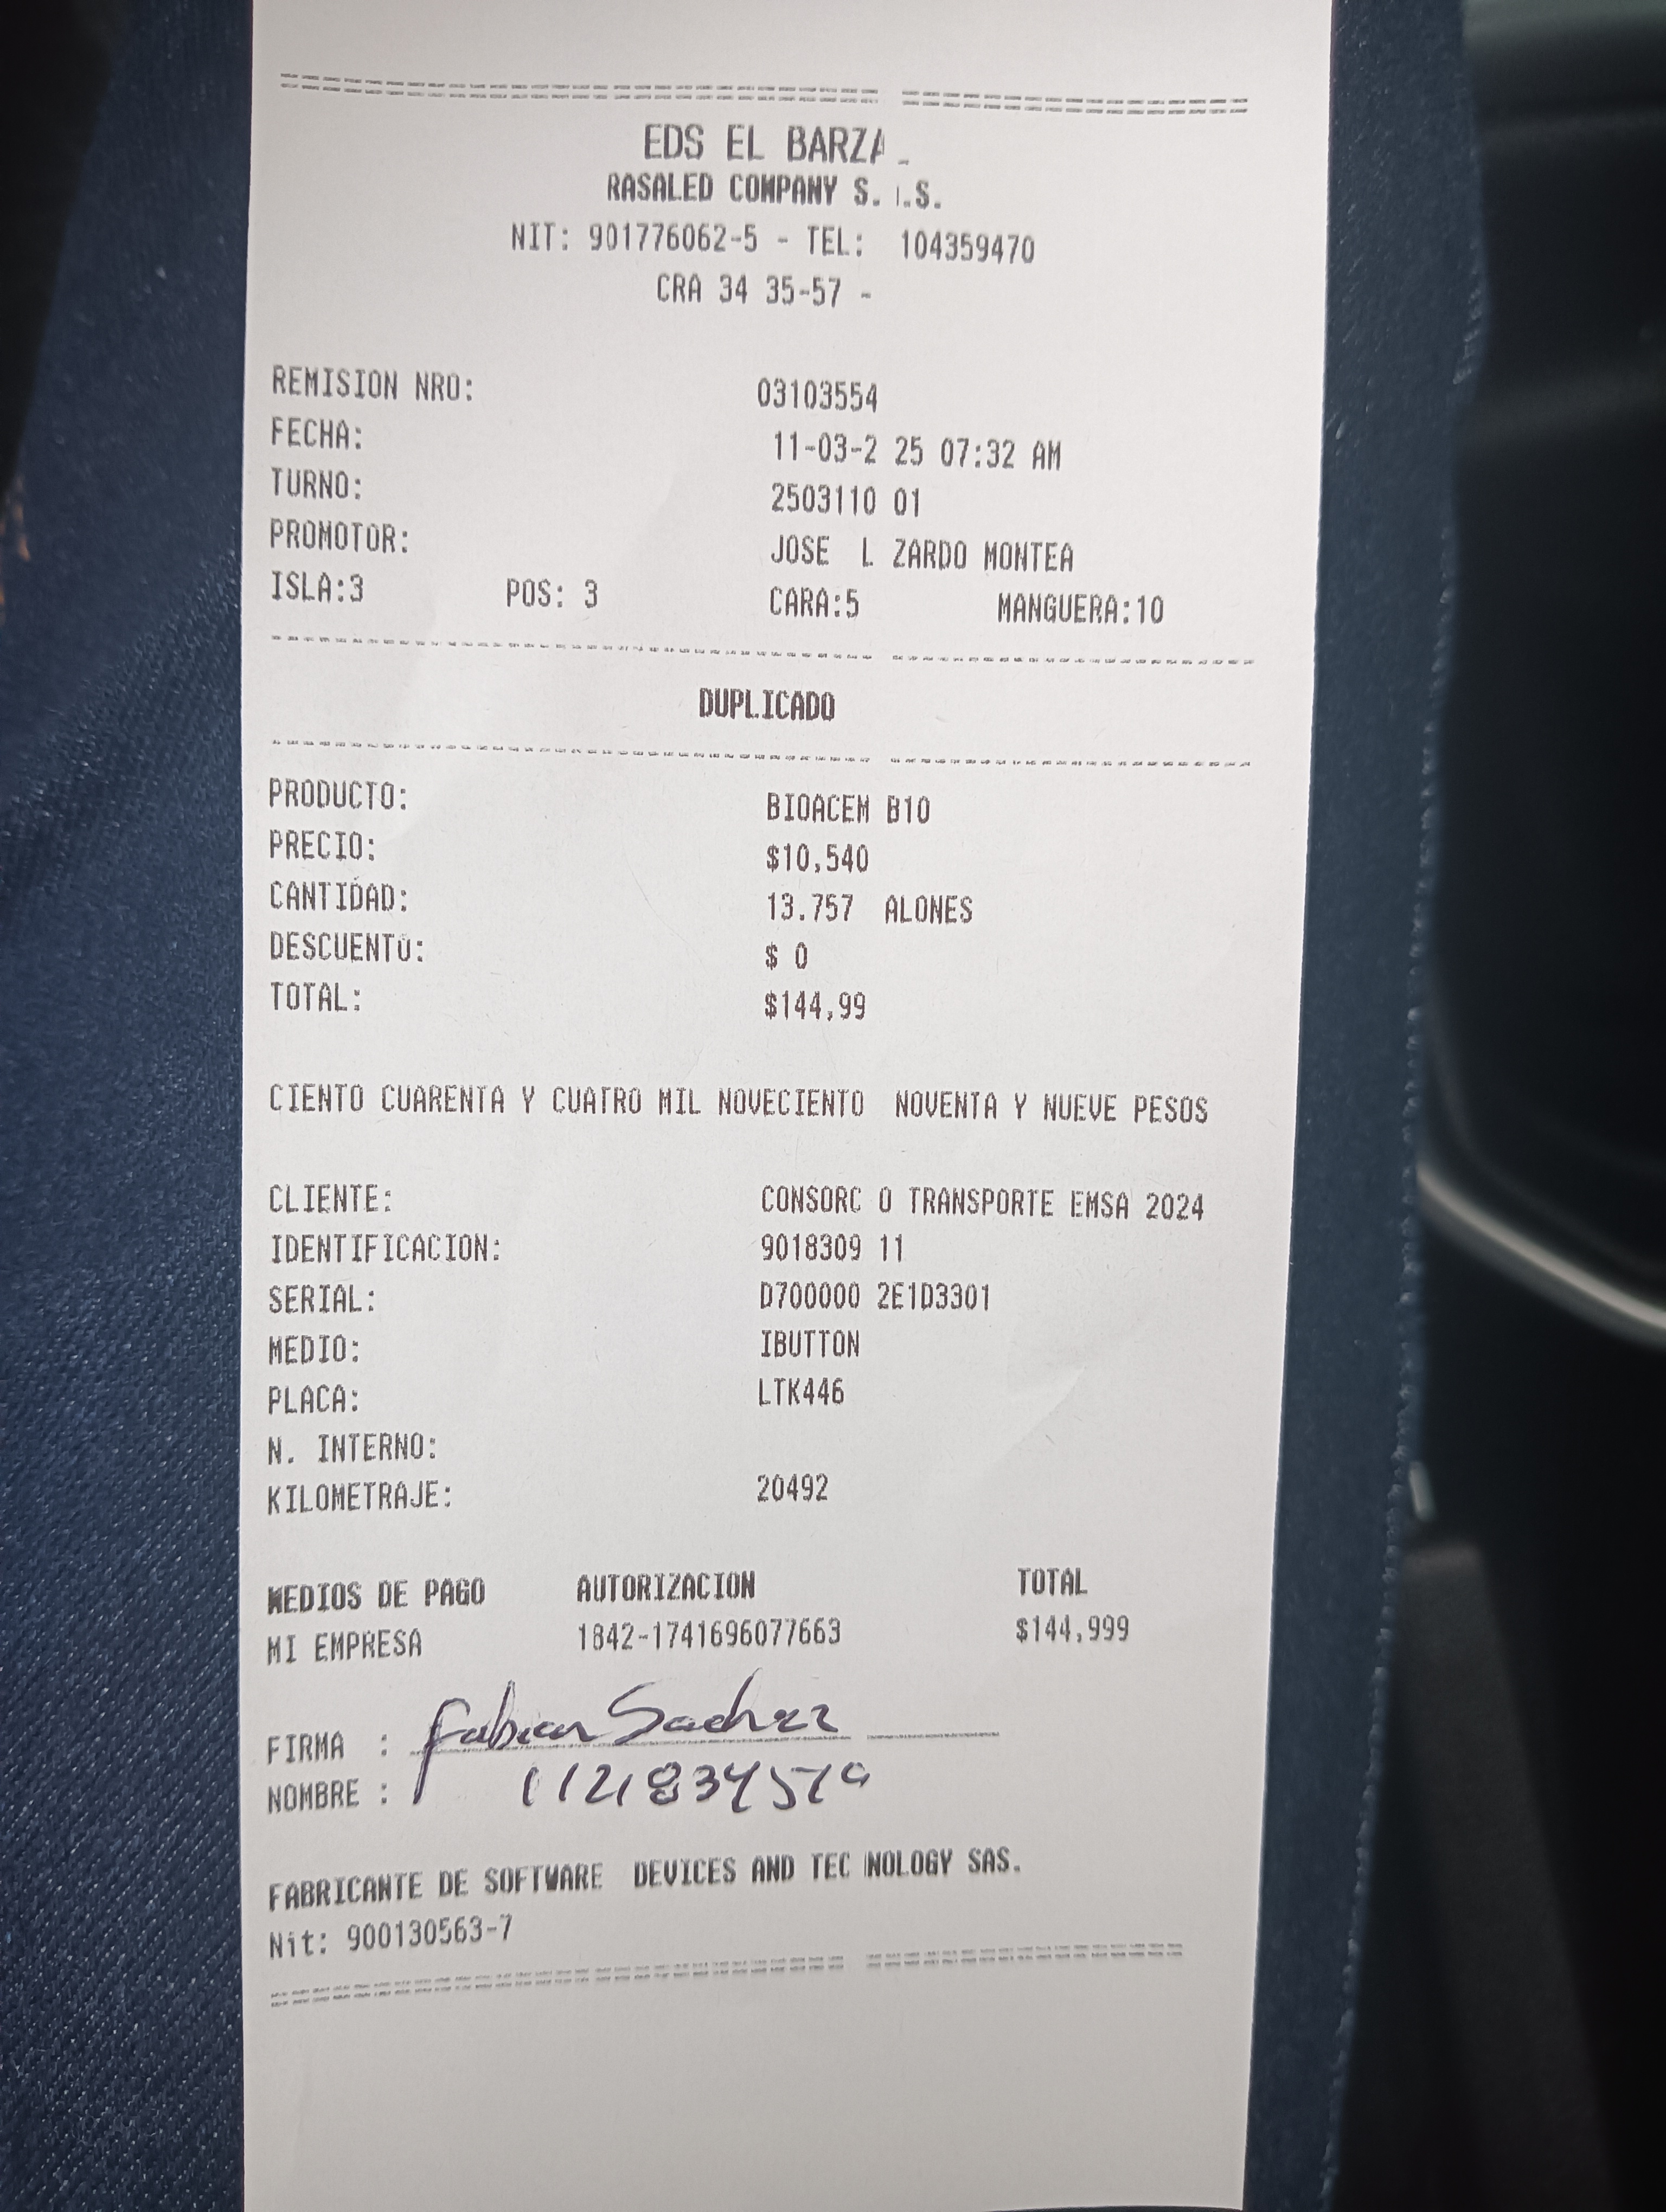 EDS EL BARZA
RASALED COMPANY S. .S.
NIT: 901776062-5 - TEL: 104359470
CRA 34 35-57 -
REMISION NRO: 03103554
FECHA: 11-03-2 25 07:32 AM
TURNO: 2503110 01
PROMOTOR: JOSE L ZARDO MONTEA
ISLA:3 POS: 3 CARA:5 MANGUERA:10
DUPLICADO
PRODUCTO: BIOACEM B10
PRECIO: $10,540
CANTIDAD: 13.757 ALONES
DESCUENTO: $ 0
TOTAL: $144,99
CIENTO CUARENTA Y CUATRO MIL NOVECIENTO NOVENTA Y NUEVE PESOS
CLIENTE: CONSORC O TRANSPORTE EMSA 2024
IDENTIFICACION: 9018309 11
SERIAL: D700000 2E1D3301
MEDIO: IBUTTON
PLACA: LTK446
N. INTERNO:
KILOMETRAJE: 20492
MEDIOS DE PAGO AUTORIZACION TOTAL
MI EMPRESA 1842-1741696077663 $144,999
FIRMA : Fabian Sachez
NOMBRE : 1121834579
FABRICANTE DE SOFTWARE DEVICES AND TEC NOLOGY SAS.
Nit: 900130563-7